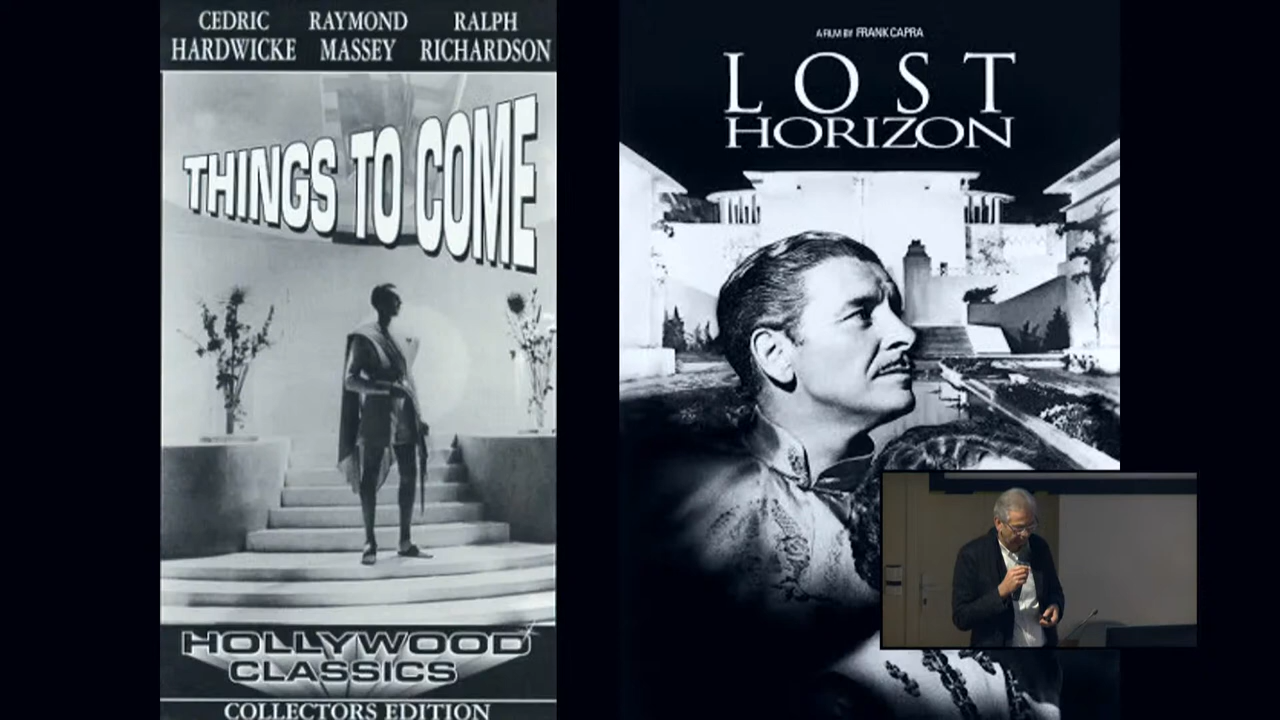 CEDRIC RAYMOND RALPH
HARDWICKE MASSEY RICHARDSON
THINGS TO COME
HOLLYWOOD
CLASSICS
COLLECTORS EDITION
A FILM BY FRANK CAPRA
LOST
HORIZON